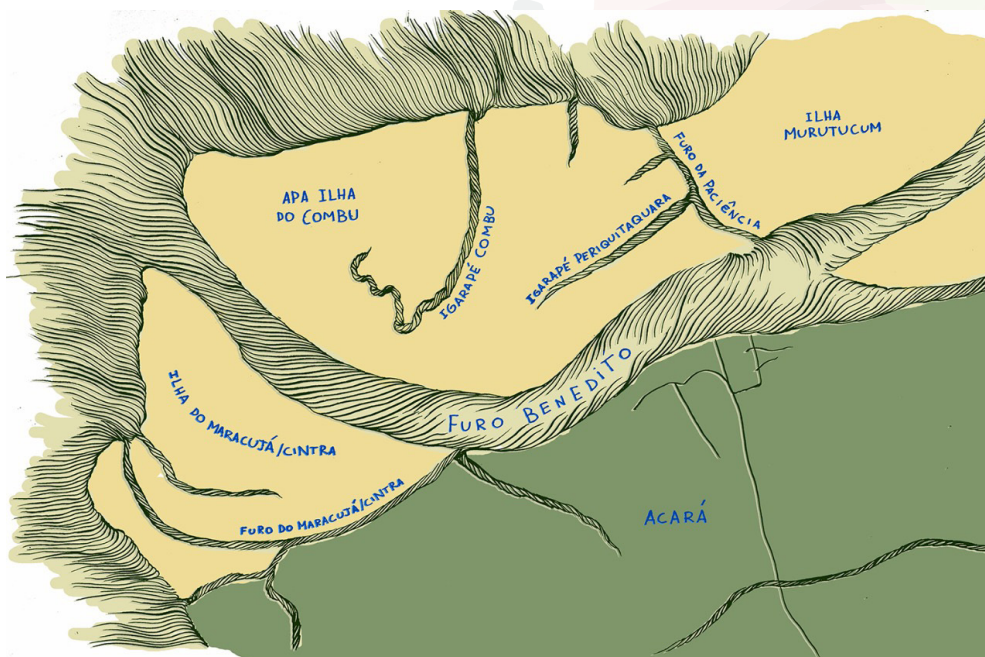 ILHA
MURUTUCUM
FURO DA PACIÊNCIA
APA ILHA
DO COMBU
IGARAPÉ COMBU
IGARAPÉ PERIQUITAQUARA
FURO BENEDITO
ILHA DO MARACUJÁ/CINTRA
FURO DO MARACUJÁ/CINTRA
ACARÁ